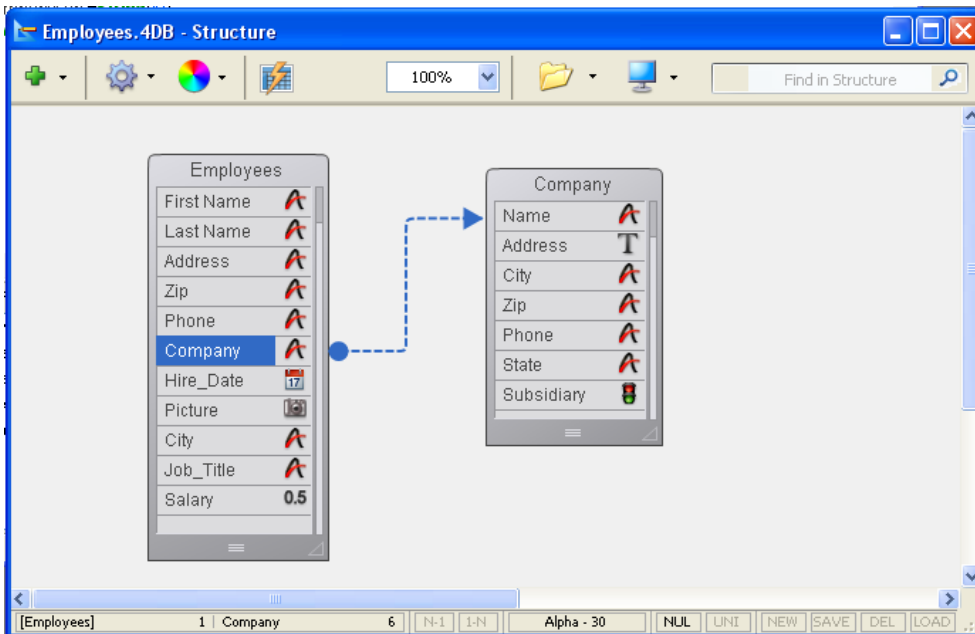 Employees.4DB - Structure
100%
Find in Structure
Employees
First Name
Last Name
Address
Zip
Phone
Company
Hire_Date
17
Picture
City
Job_Title
Salary 0.5
Company
Name
Address T
City
Zip
Phone
State
Subsidiary
[Employees] 1 | Company 6 N-1 1-N Alpha - 30 NUL UNI NEW SAVE DEL LOAD